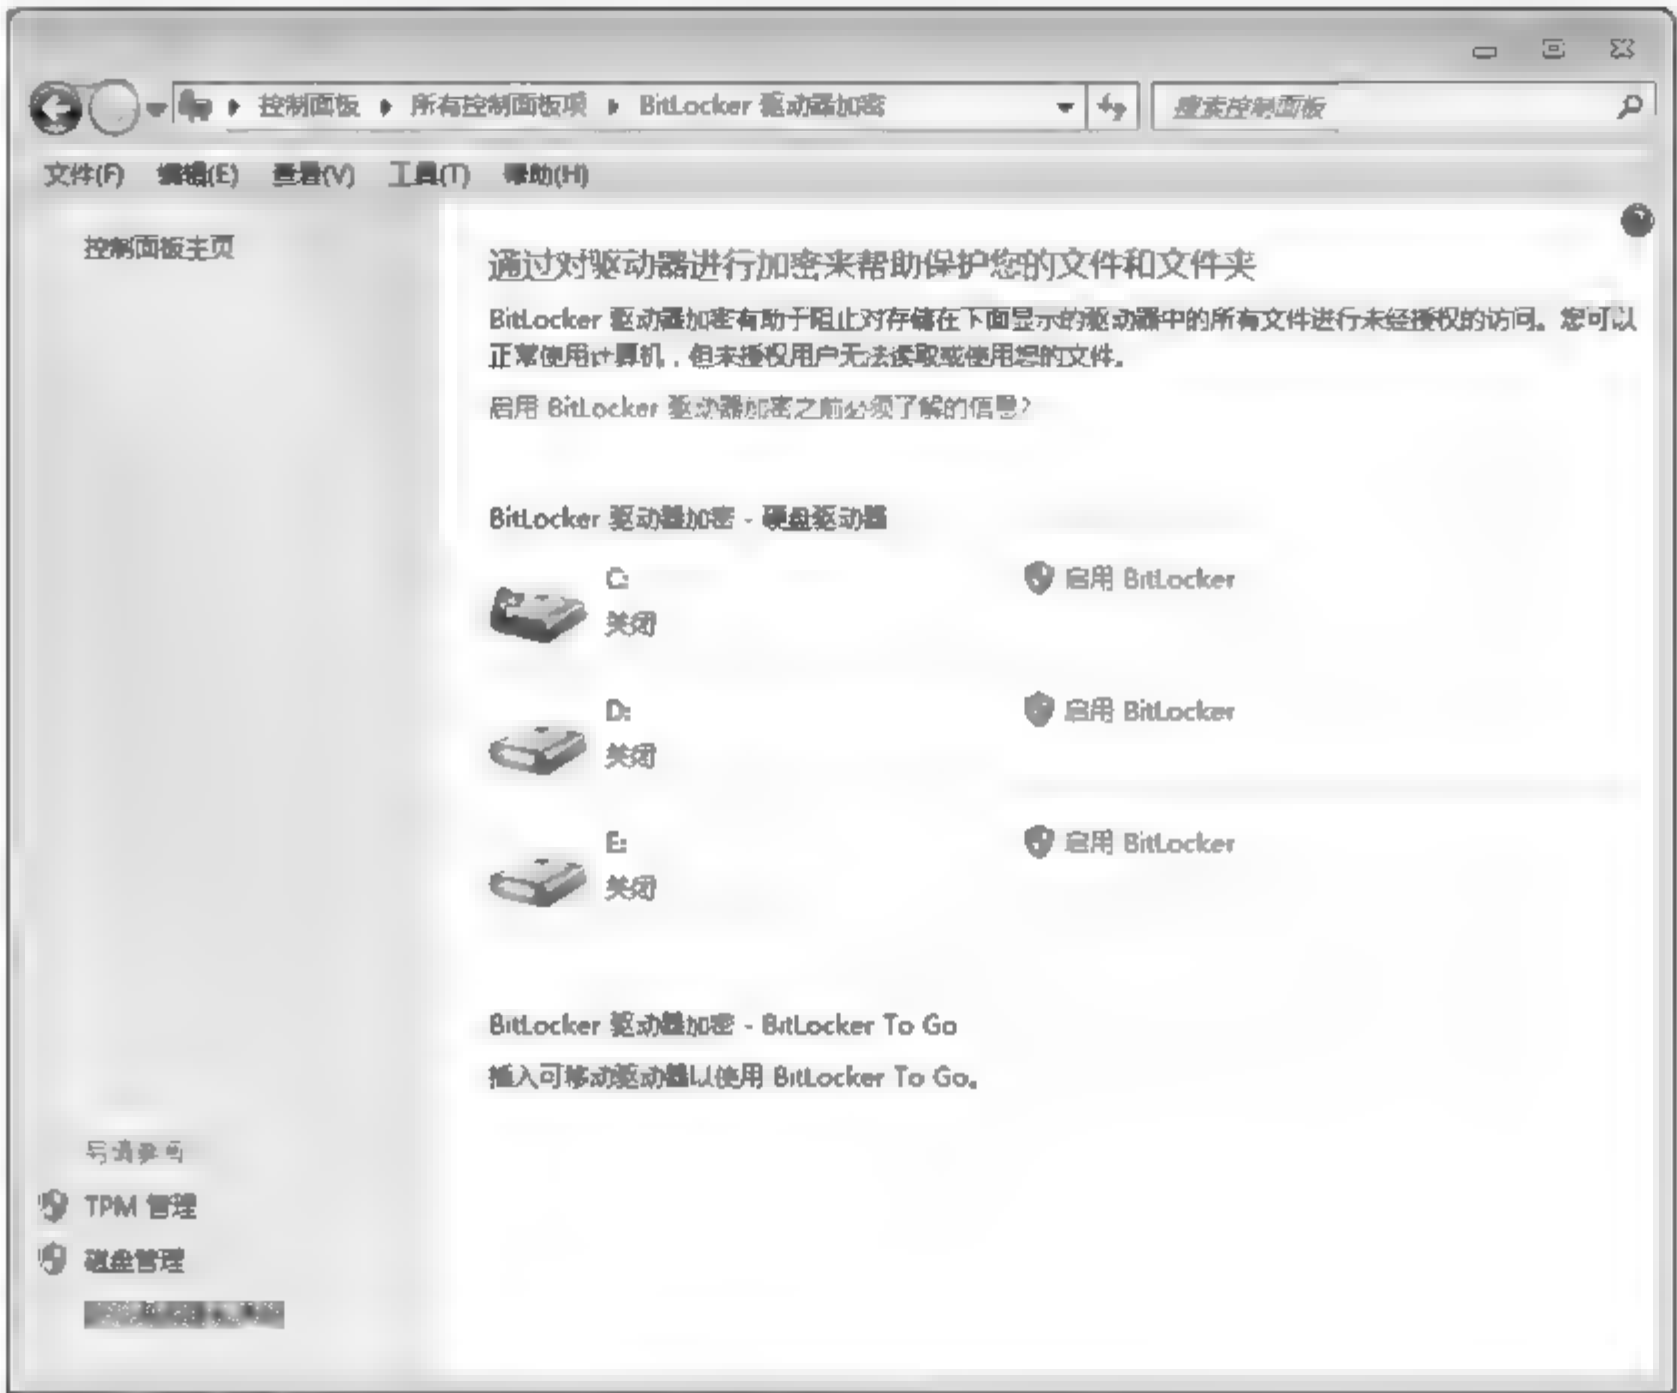 控制面板 ▸ 所有控制面板项 ▸ BitLocker 驱动器加密
搜索控制面板
文件(F) 编辑(E) 查看(V) 工具(T) 帮助(H)
控制面板主页
通过对驱动器进行加密来帮助保护您的文件和文件夹
BitLocker 驱动器加密有助于阻止对存储在下面显示的驱动器中的所有文件进行未经授权的访问。您可以
正常使用计算机，但未授权用户无法读取或使用您的文件。
启用 BitLocker 驱动器加密之前必须了解的信息?
BitLocker 驱动器加密 - 硬盘驱动器
C:
关闭
启用 BitLocker
D:
关闭
启用 BitLocker
E:
关闭
启用 BitLocker
BitLocker 驱动器加密 - BitLocker To Go
插入可移动驱动器以使用 BitLocker To Go。
另请参阅
TPM 管理
磁盘管理